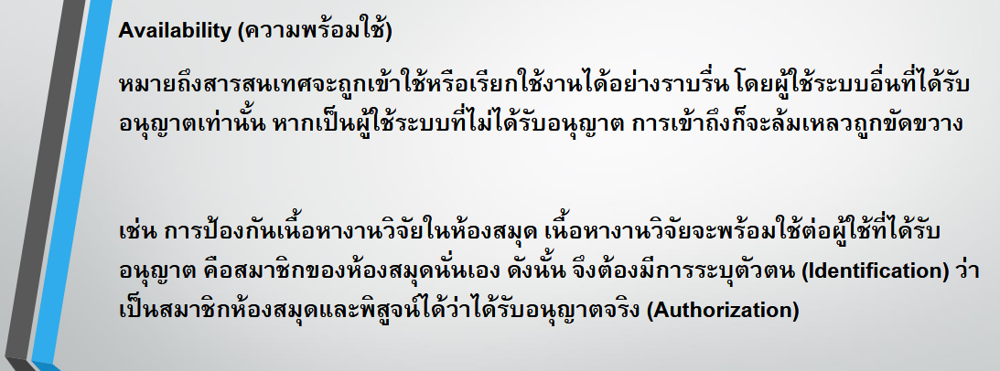 Availability (ความพร้อมใช้)
หมายถึงสารสนเทศจะถูกเข้าใช้หรือเรียกใช้งานได้อย่างราบรื่น โดยผู้ใช้ระบบอื่นที่ได้รับ
อนุญาตเท่านั้น หากเป็นผู้ใช้ระบบที่ไม่ได้รับอนุญาต การเข้าถึงก็จะล้มเหลวถูกขัดขวาง
เช่น การป้องกันเนื้อหางานวิจัยในห้องสมุด เนื้อหางานวิจัยจะพร้อมใช้ต่อผู้ใช้ที่ได้รับ
อนุญาต คือสมาชิกของห้องสมุดนั่นเอง ดังนั้น จึงต้องมีการระบุตัวตน (Identification) ว่า
เป็นสมาชิกห้องสมุดและพิสูจน์ได้ว่าได้รับอนุญาตจริง (Authorization)